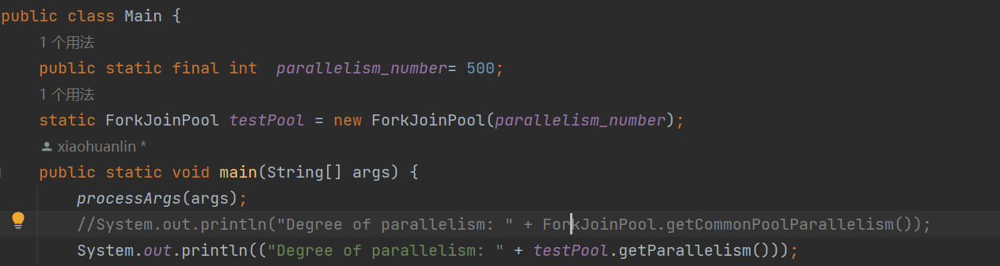 public class Main {
1 个用法
public static final int  parallelism_number= 500;
1 个用法
static ForkJoinPool testPool = new ForkJoinPool(parallelism_number);
xiaohuanlin *
public static void main(String[] args) {
processArgs(args);
//System.out.println("Degree of parallelism: " + ForkJoinPool.getCommonPoolParallelism());
System.out.println(("Degree of parallelism: " + testPool.getParallelism()));